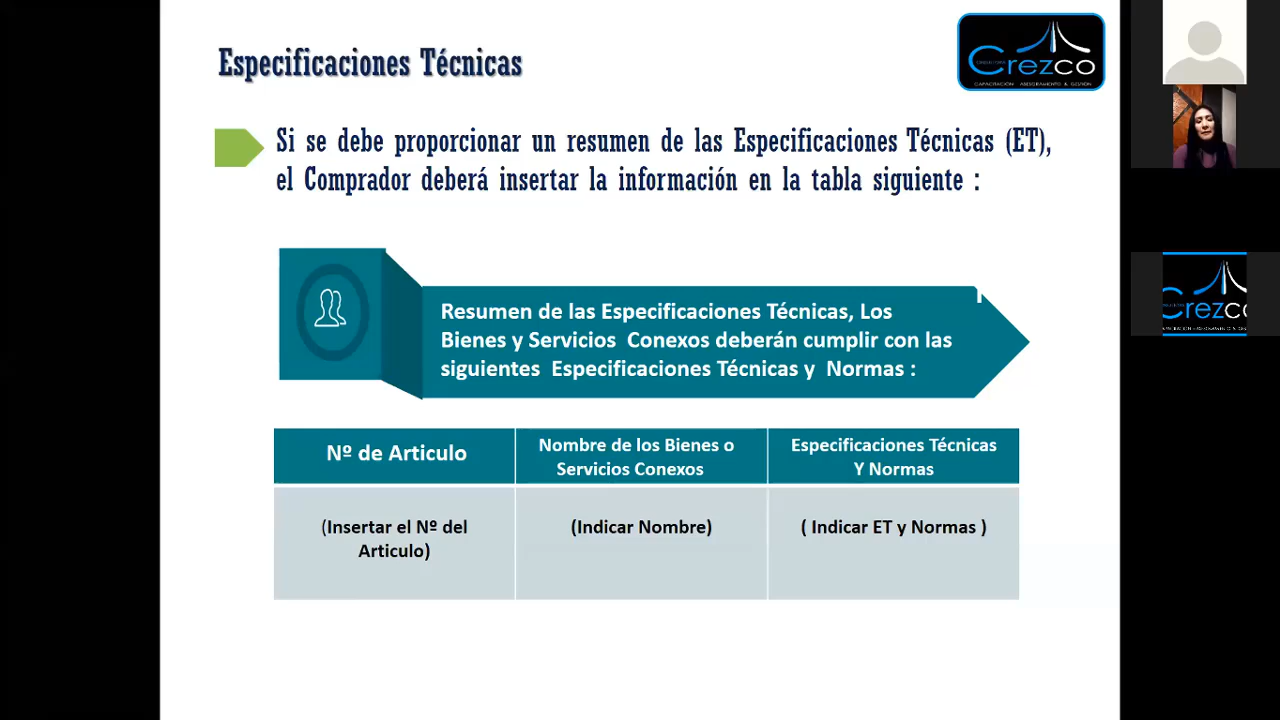 Especificaciones Técnicas
Crezco
CAPACITACIÓN ASESORAMIENTO & GESTIÓN
Si se debe proporcionar un resumen de las Especificaciones Técnicas (ET),
el Comprador deberá insertar la información en la tabla siguiente :
Resumen de las Especificaciones Técnicas, Los
Bienes y Servicios Conexos deberán cumplir con las
siguientes Especificaciones Técnicas y Normas :
Nº de Articulo
Nombre de los Bienes o
Servicios Conexos
Especificaciones Técnicas
Y Normas
(Insertar el Nº del
Articulo)
(Indicar Nombre)
( Indicar ET y Normas )
Crezco